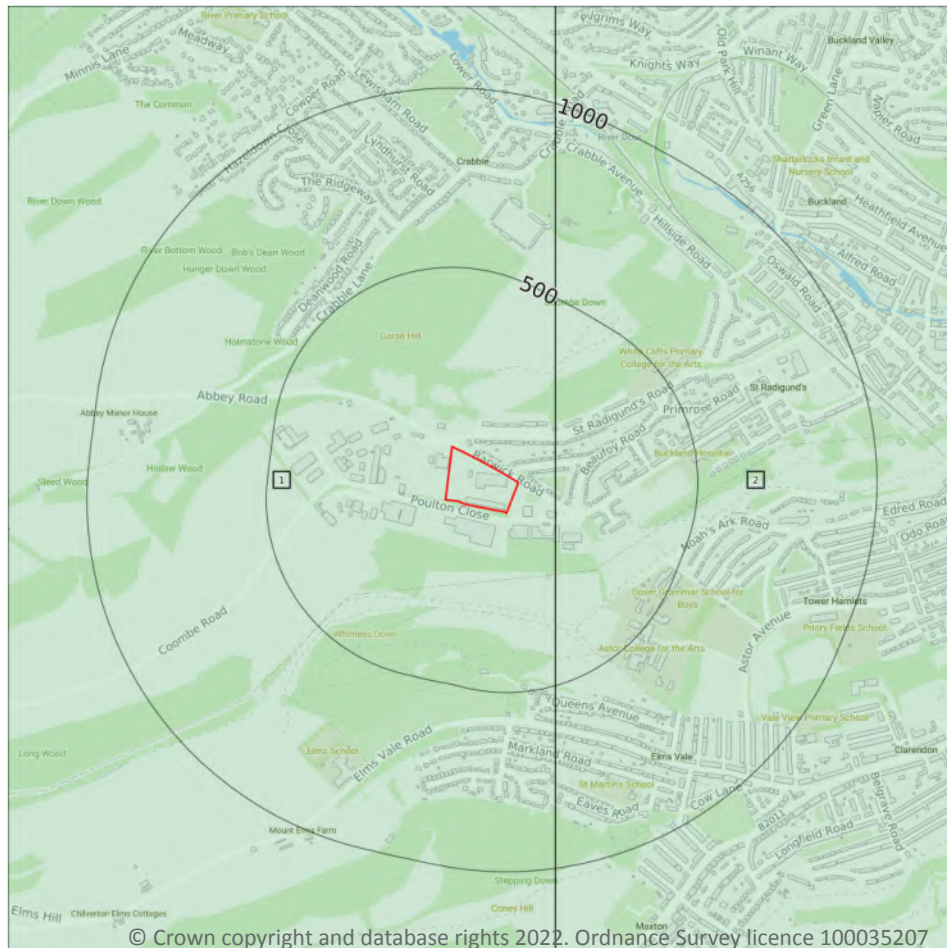 River Primary School
Pilgrims Way
Meadway
Buckland Valley
Minnis Lane
Knights Way
Old Park Hill
Winant Way
Green Lane
Napier Road
The Common
Cowper Road
Lewisham Road
Lower Road
1000
River Dour
Hazeldown Close
Lyndhurst Road
Crabble
Crabble Road
Crabble Avenue
A256
Shatterlocks Infant and
Nursery School
The Ridgeway
Buckland
River Down Wood
Heathfield Avenue
Hillside Road
River Bottom Wood
Bob's Dean Wood
Hunger Down Wood
Deanwood Road
Crabble Lane
Oswald Road
Alfred Road
500
Coombe Down
Gorse Hill
Holmstone Wood
White Cliffs Primary
College for the Arts
St Radigund's
Abbey Road
St Radigund's Road
Primrose Road
Abbey Manor House
Beaufoy Road
Buckland Hospital
Barwick Road
Hollow Wood
Sleed Wood
1
2
Poulton Close
Edred Road
Noah's Ark Road
Odo Road
Dover Grammar School for
Boys
Tower Hamlets
Coombe Road
Whinless Down
Astor Avenue
Priory Fields School
Astor College for the Arts
Queens Avenue
Vale View Primary School
Long Wood
Elms School
Elms Vale Road
Markland Road
Elms Vale
Clarendon
St Martin's School
Cow Lane
Belgrave Road
Eaves Road
B2011
Longfield Road
Mount Elms Farm
Stepping Down
Elms Hill
Chilverton Elms Cottages
Coney Hill
Maxton
© Crown copyright and database rights 2022. Ordnance Survey licence 100035207